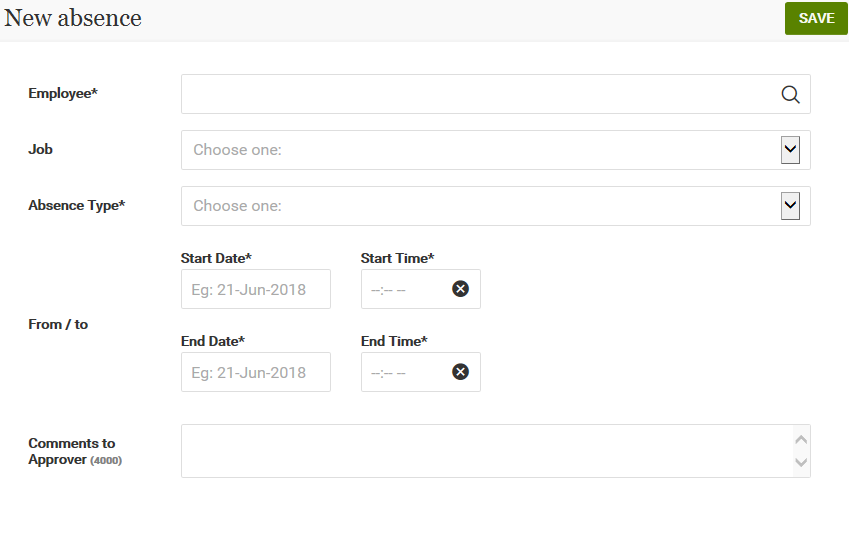 New absence
SAVE
Employee*
Job
Choose one:
Absence Type*
Choose one:
Start Date*
Start Time*
Eg: 21-Jun-2018
--:-- --
From / to
End Date*
End Time*
Eg: 21-Jun-2018
--:-- --
Comments to
Approver (4000)